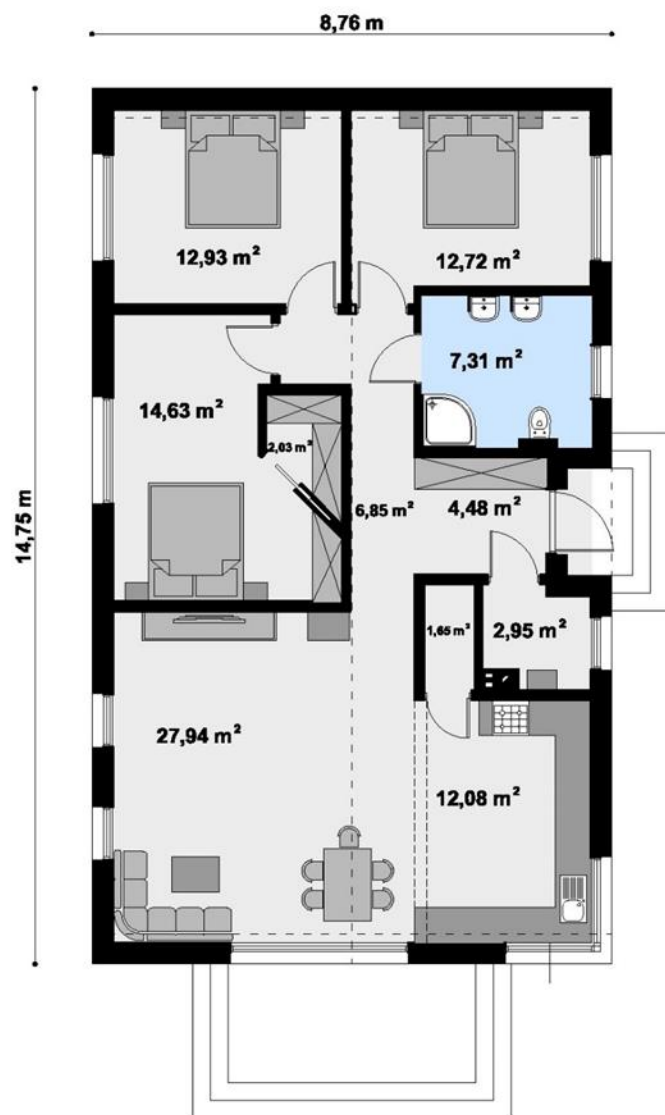 8,76 m
12,93 m²
12,72 m²
7,31 m²
14,63 m²
2,03 m²
14,75 m
6,85 m²
4,48 m²
1,65 m²
2,95 m²
27,94 m²
12,08 m²